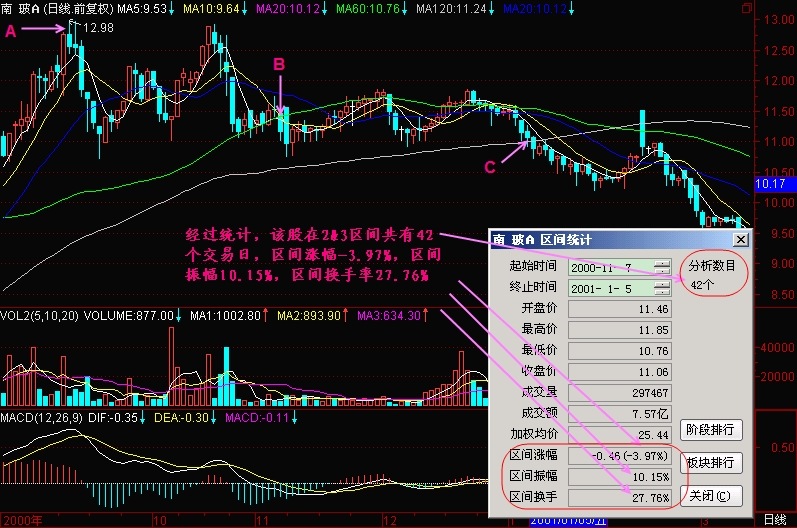 南 玻A (日线.前复权) MA5:9.53↓ MA10:9.64↓ MA20:10.12↓ MA60:10.76↓ MA120:11.24↓ MA20:10.12↓
A
12.98
B
C
13.00
12.50
12.00
11.50
11.00
10.50
10.17
10.00
9.50
9.00
8.50
经过统计，该股在2&3区间共有42
个交易日，区间涨幅-3.97%，区间
振幅10.15%，区间换手率27.76%
南 玻A 区间统计
起始时间 2000-11- 7
终止时间 2001- 1- 5
分析数目
42个
开盘价 11.46
最高价 11.85
最低价 10.76
收盘价 11.06
成交量 297467
成交额 7.57亿
加权均价 25.44
区间涨幅 -0.46(-3.97%)
区间振幅 10.15%
区间换手 27.76%
阶段排行
板块排行
关闭(C)
VOL2(5,10,20) VOLUME:877.00↓ MA1:1002.80↑ MA2:893.90↑ MA3:634.30↑
40000
20000
MACD(12,26,9) DIF:-0.35↓ DEA:-0.30↓ MACD:-0.11↓
0.50
2000年 10 11 12 1 2001/01/05/五 3 日线